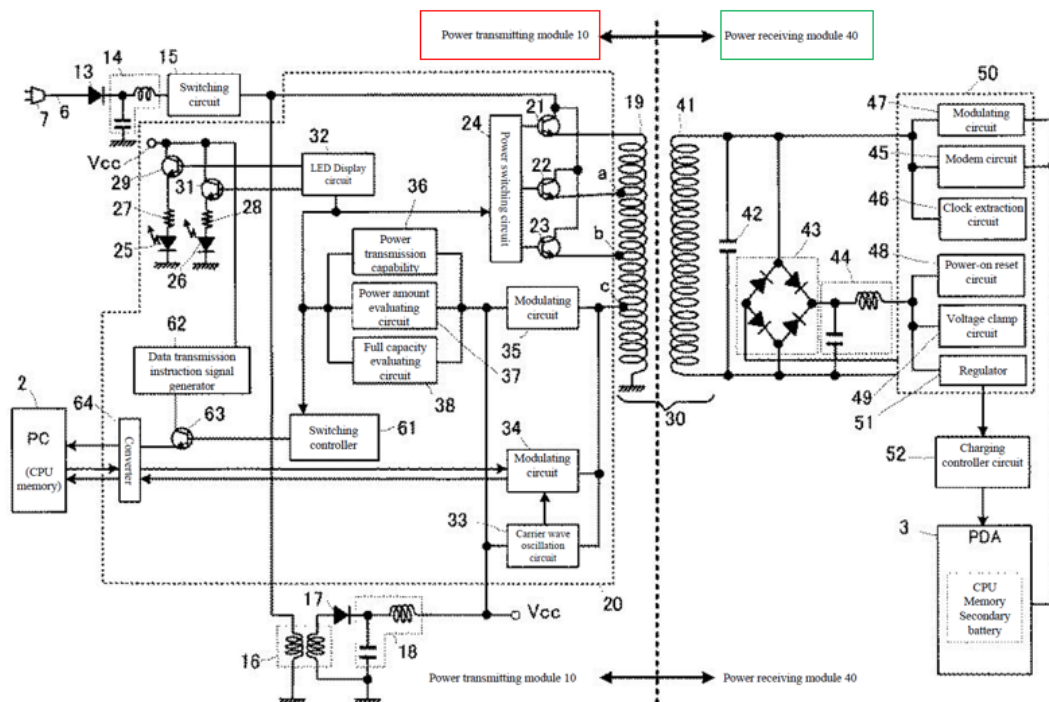 Power transmitting module 10
Power receiving module 40
14
15
13
Switching circuit
7
6
Vcc
29
31
27
28
25
26
32
LED Display circuit
24
Power switching circuit
21
22
23
19
41
a
b
c
36
Power transmission capability
Power amount evaluating circuit
37
Full capacity evaluating circuit
38
Modulating circuit
35
30
42
43
44
50
47
Modulating circuit
45
Modem circuit
46
Clock extraction circuit
48
Power-on reset circuit
Voltage clamp circuit
49
Regulator
51
52
Charging controller circuit
3
PDA
CPU
Memory
Secondary
battery
62
Data transmission instruction signal generator
2
PC
(CPU memory)
64
Converter
63
Switching controller
61
34
Modulating circuit
33
Carrier wave oscillation circuit
20
17
Vcc
16
18
Power transmitting module 10
Power receiving module 40